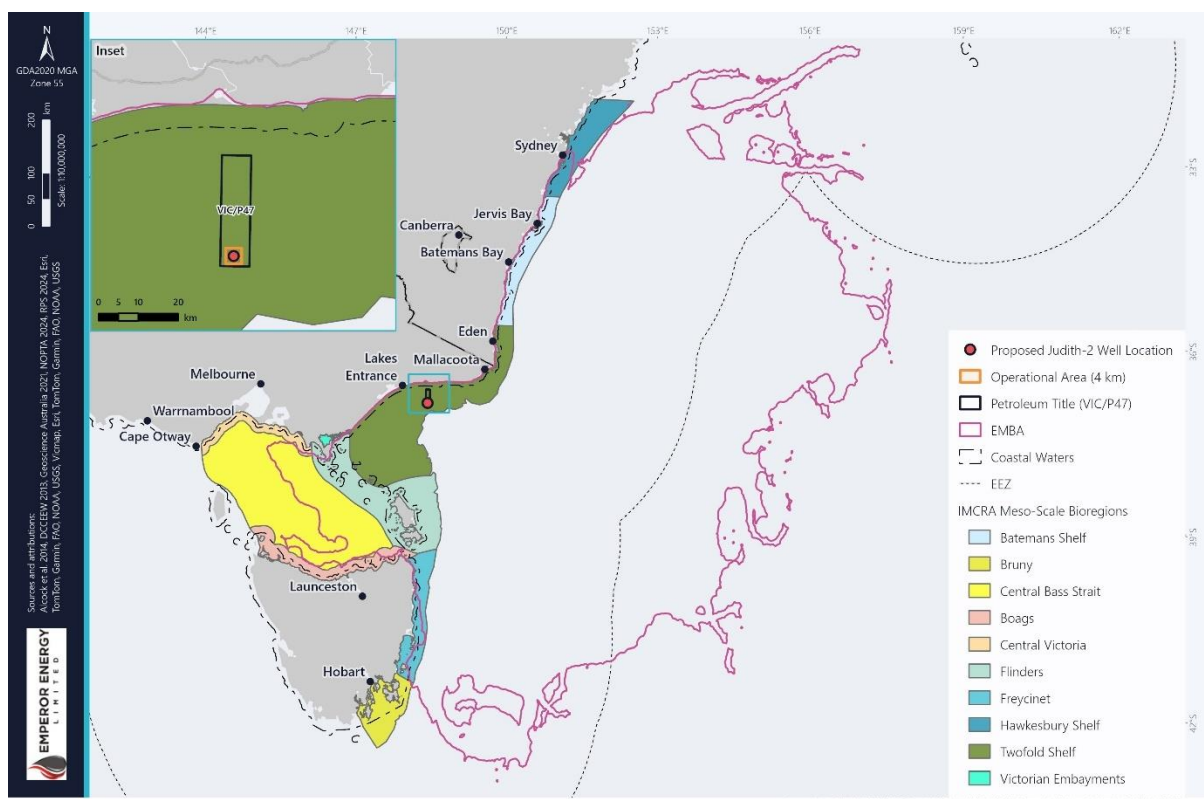 N
GDA2020 MGA
Zone 55
200
100
50
0
km
Scale: 1:10,000,000
Sources and attributions:
Alcock et al. 2014, DCCEEW 2013, Geoscience Australia 2021, NOPTA 2024, RPS 2024, Esri,
TomTom, Garmin, FAO, NOAA, USGS, Vicmap, Esri, TomTom, Garmin, FAO, NOAA, USGS
EMPEROR ENERGY
LIMITED
144°E
147°E
150°E
153°E
156°E
159°E
162°E
33°S
36°S
39°S
42°S
Inset
VIC/P47
0 5 10 20
km
Sydney
Jervis Bay
Canberra
Batemans Bay
Eden
Mallacoota
Lakes
Entrance
Melbourne
Warrnambool
Cape Otway
Launceston
Hobart
Proposed Judith-2 Well Location
Operational Area (4 km)
Petroleum Title (VIC/P47)
EMBA
Coastal Waters
EEZ
IMCRA Meso-Scale Bioregions
Batemans Shelf
Bruny
Central Bass Strait
Boags
Central Victoria
Flinders
Freycinet
Hawkesbury Shelf
Twofold Shelf
Victorian Embayments